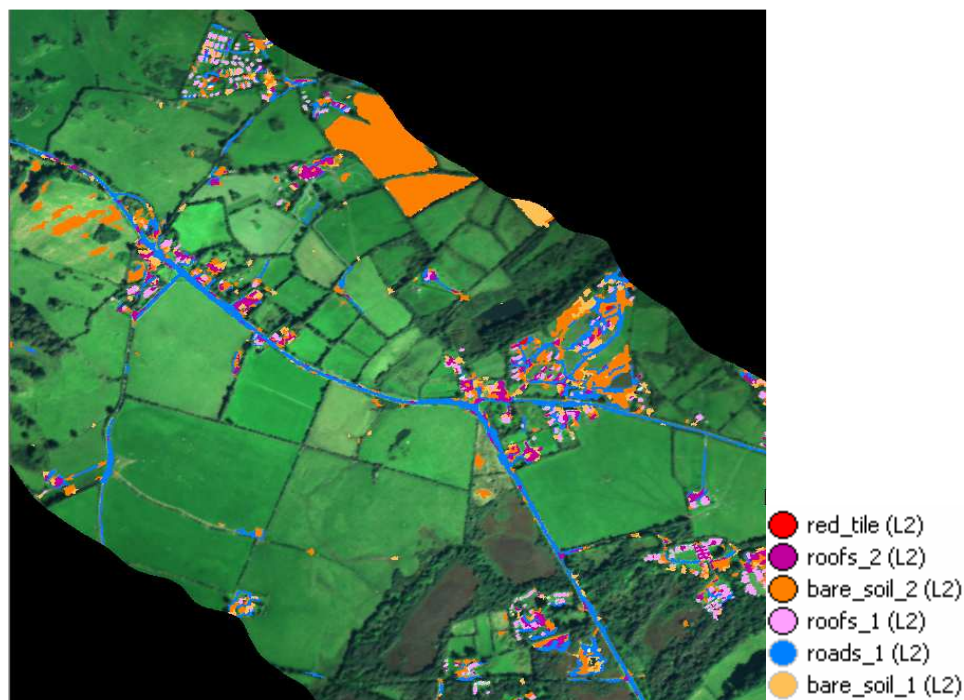 red_tile (L2)
roofs_2 (L2)
bare_soil_2 (L2)
roofs_1 (L2)
roads_1 (L2)
bare_soil_1 (L2)